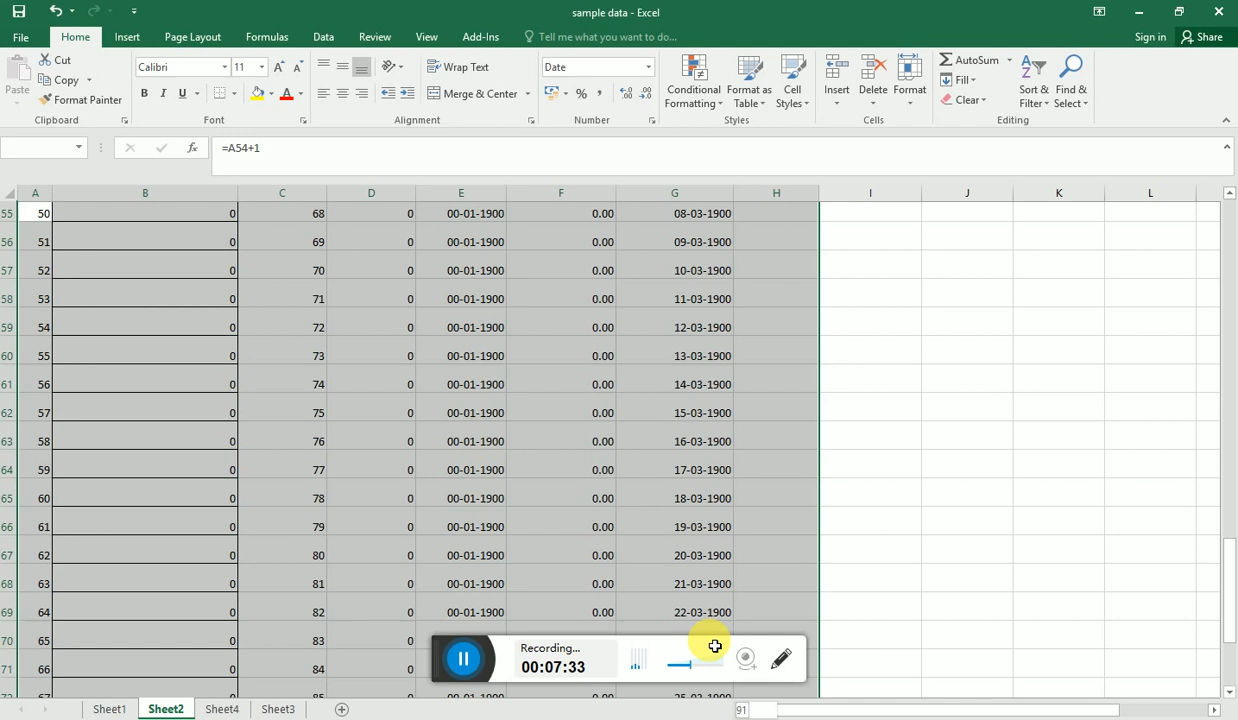 sample data - Excel
File Home Insert Page Layout Formulas Data Review View Add-Ins Tell me what you want to do... Sign in Share
Paste
Cut
Copy
Format Painter
Clipboard
Calibri 11
B I U
Font
Wrap Text
Merge & Center
Alignment
Date
%
Number
Conditional Formatting
Format as Table
Cell Styles
Styles
Insert
Delete
Format
Cells
AutoSum
Fill
Clear
Sort & Filter
Find & Select
Editing
fx =A54+1
A B C D E F G H I J K L
55 50 0 68 0 00-01-1900 0.00 08-03-1900
56 51 0 69 0 00-01-1900 0.00 09-03-1900
57 52 0 70 0 00-01-1900 0.00 10-03-1900
58 53 0 71 0 00-01-1900 0.00 11-03-1900
59 54 0 72 0 00-01-1900 0.00 12-03-1900
60 55 0 73 0 00-01-1900 0.00 13-03-1900
61 56 0 74 0 00-01-1900 0.00 14-03-1900
62 57 0 75 0 00-01-1900 0.00 15-03-1900
63 58 0 76 0 00-01-1900 0.00 16-03-1900
64 59 0 77 0 00-01-1900 0.00 17-03-1900
65 60 0 78 0 00-01-1900 0.00 18-03-1900
66 61 0 79 0 00-01-1900 0.00 19-03-1900
67 62 0 80 0 00-01-1900 0.00 20-03-1900
68 63 0 81 0 00-01-1900 0.00 21-03-1900
69 64 0 82 0 00-01-1900 0.00 22-03-1900
70 65 0 83 0
71 66 0 84 0
72 67 0 85 0 25-03-1900
Recording...
00:07:33
Sheet1 Sheet2 Sheet4 Sheet3
91